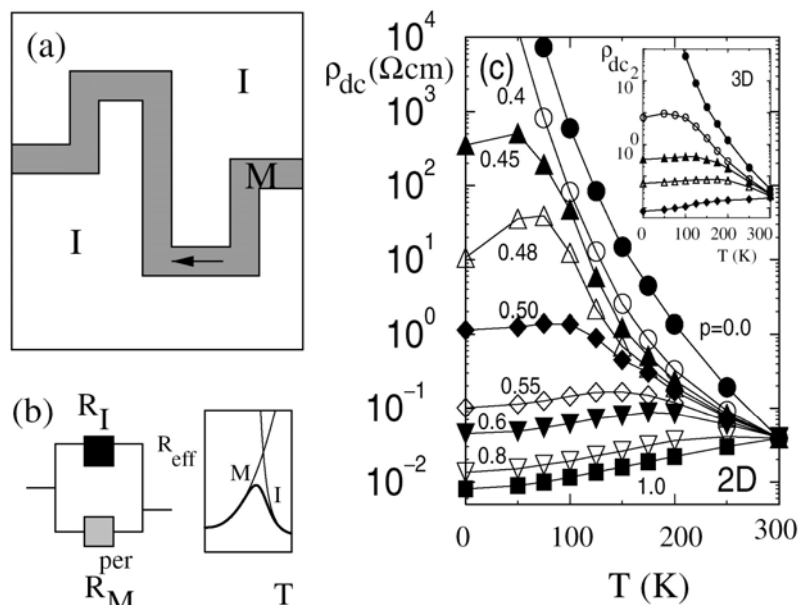 (a)
I
I
M
(b)
R_I
R_M^per
R_eff
M
I
T
(c)
ρ_dc(Ωcm)
10^4
10^3
10^2
10^1
10^0
10^-1
10^-2
0.4
0.45
0.48
0.50
0.55
0.6
0.8
1.0
p=0.0
2D
0 100 200 300
T (K)
ρ_dc
10^2
10^0
3D
0 100 200 300
T (K)